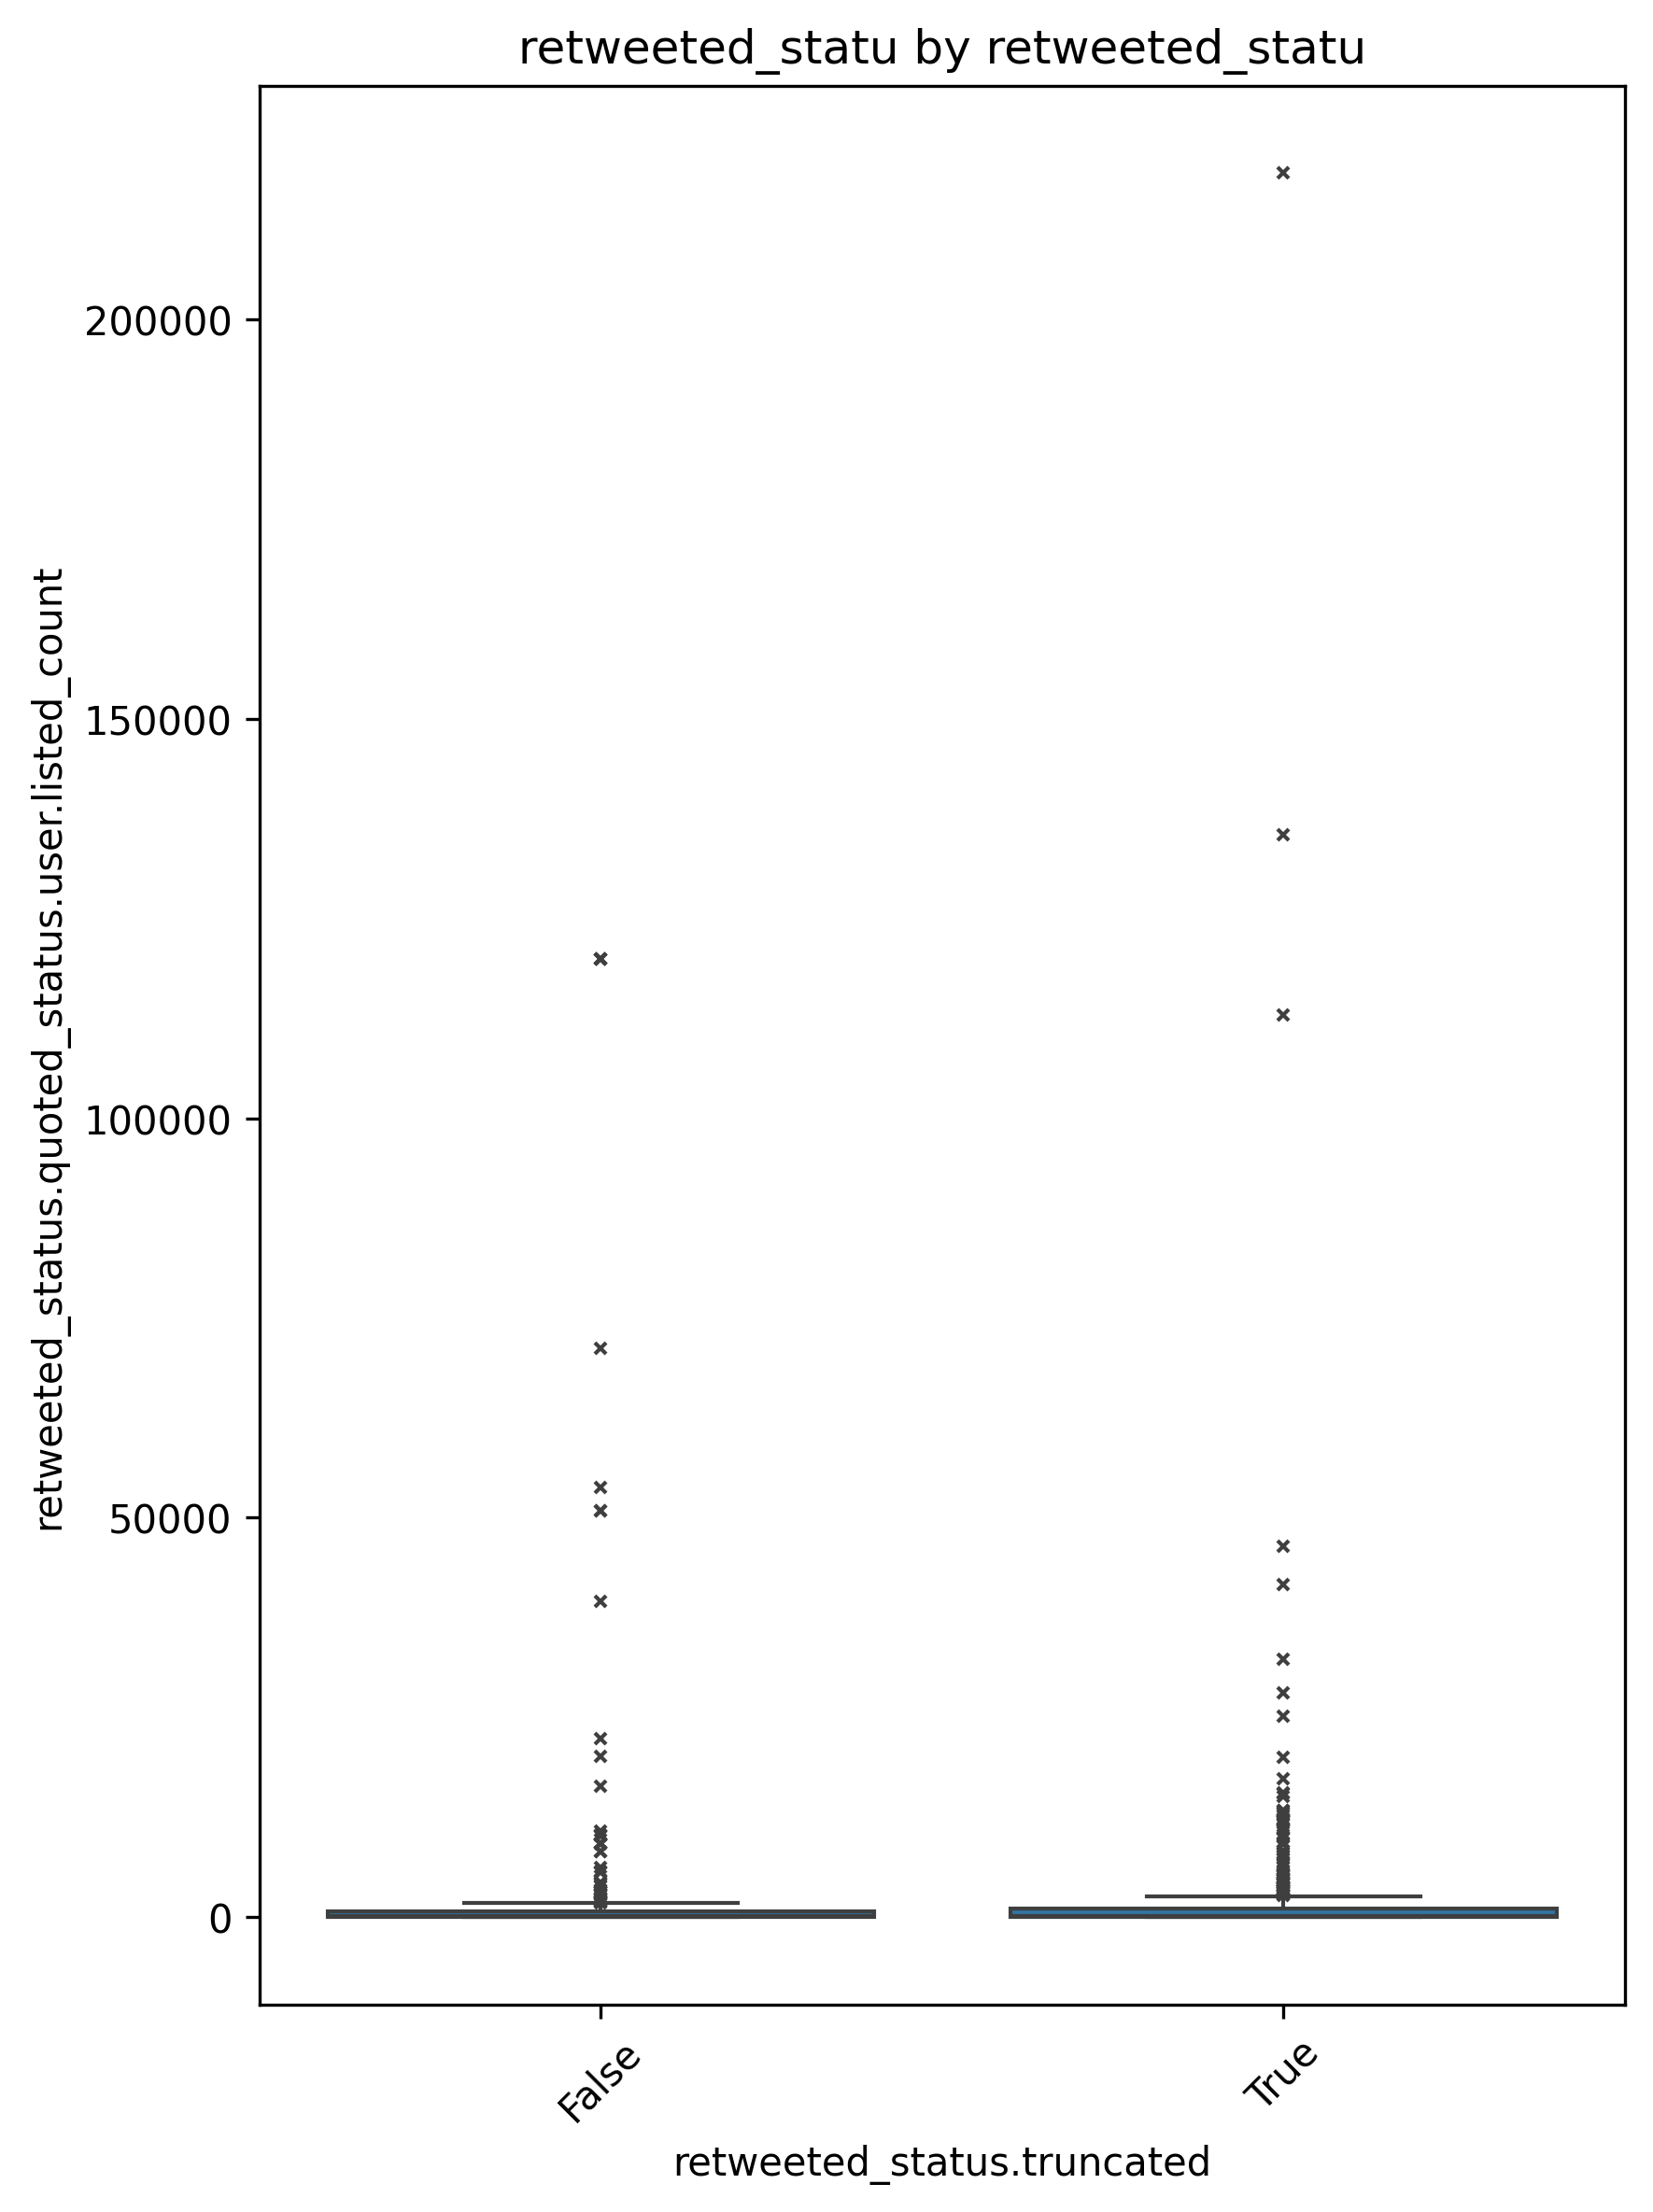 retweeted_statu by retweeted_statu
retweeted_status.quoted_status.user.listed_count
200000
150000
100000
50000
0
False
True
retweeted_status.truncated